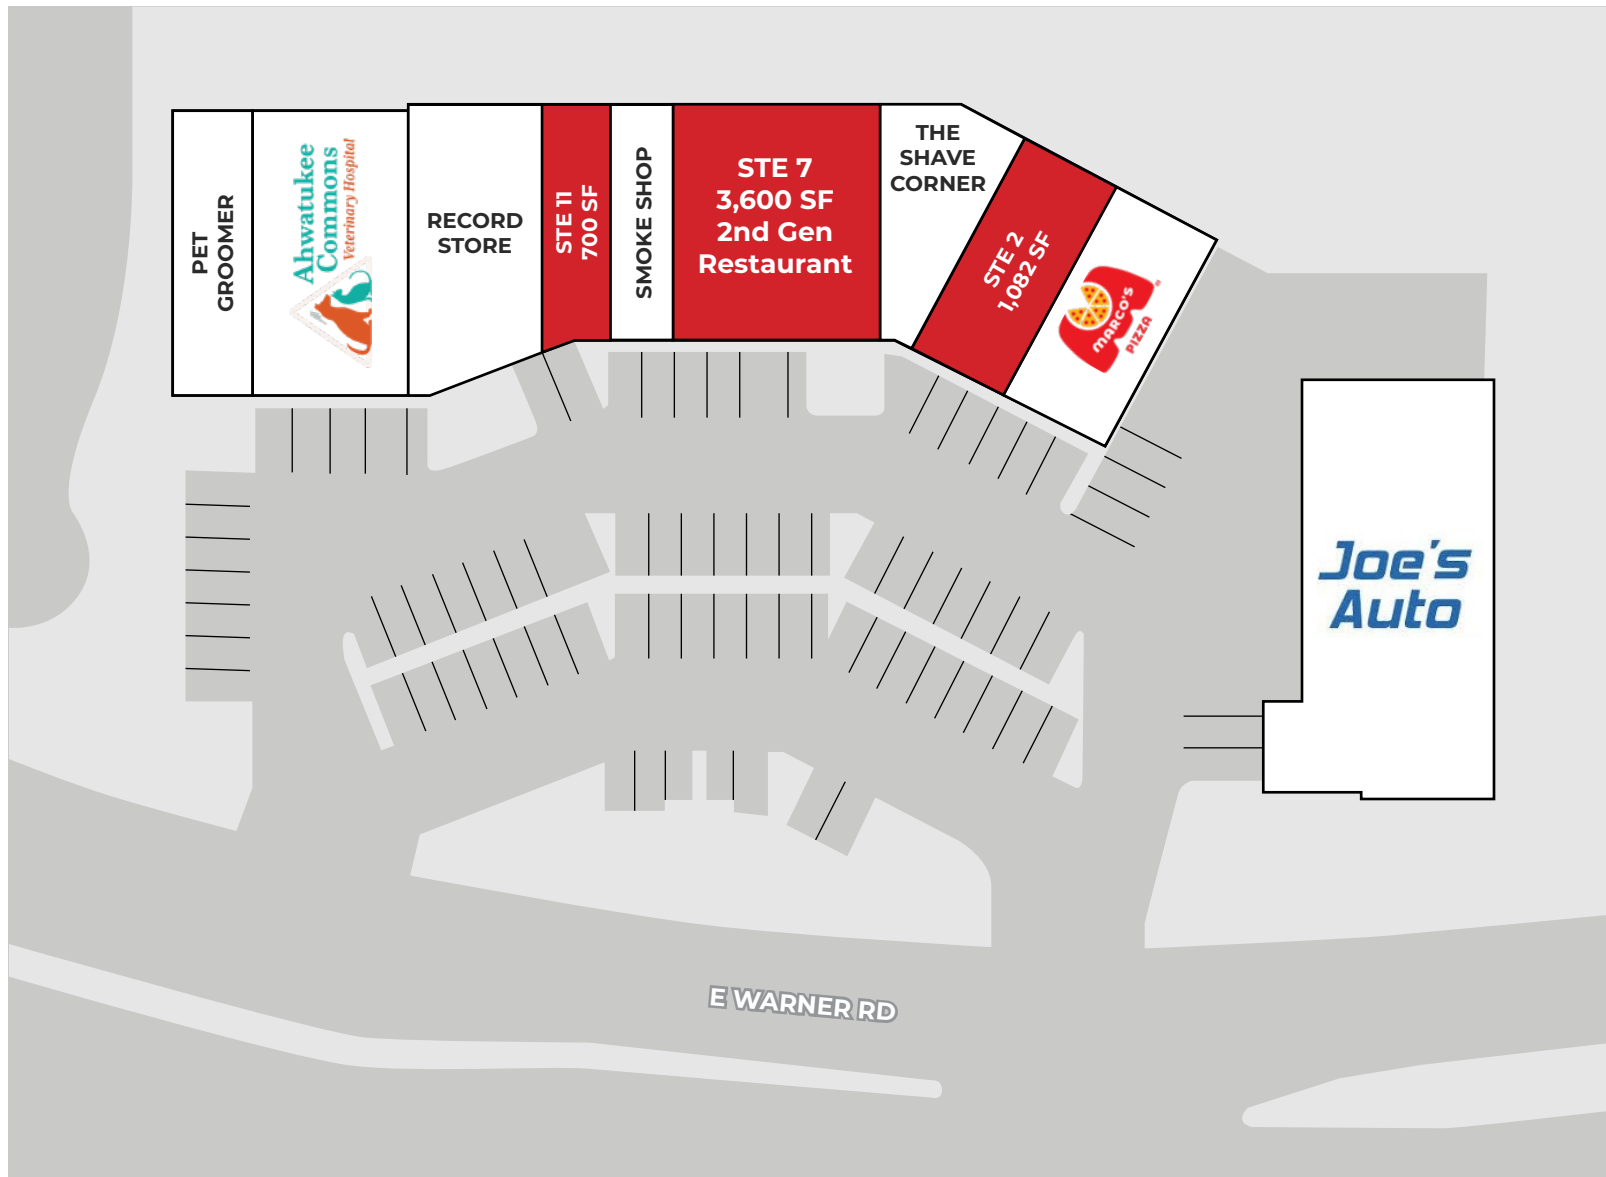 PET
GROOMER
Ahwatukee
Commons
Veterinary Hospital
RECORD
STORE
STE 11
700 SF
SMOKE SHOP
STE 7
3,600 SF
2nd Gen
Restaurant
THE
SHAVE
CORNER
STE 2
1,082 SF
MARCO'S
PIZZA
Joe's
Auto
E WARNER RD